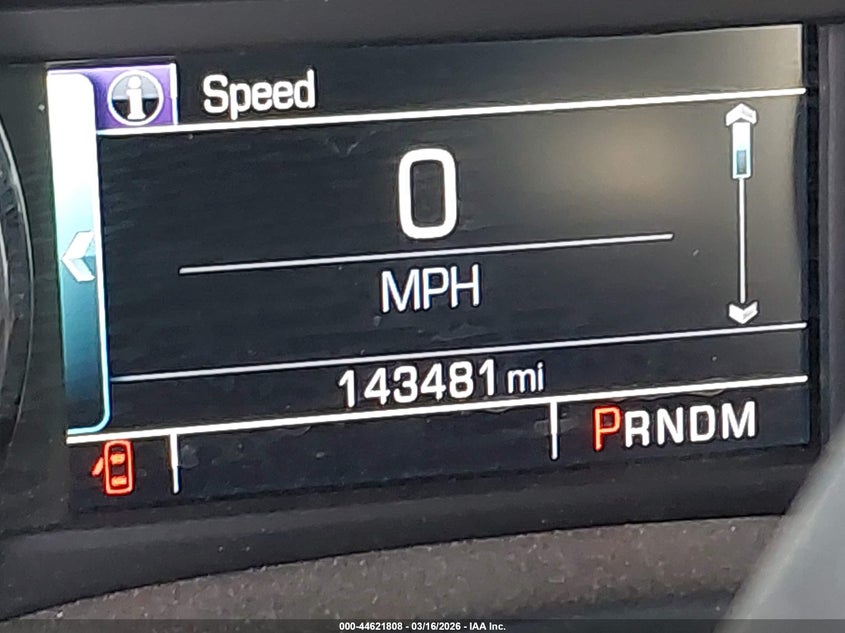 i Speed
0
MPH
143481 mi
PRNDM
000-44621808 - 03/16/2026 - IAA Inc.